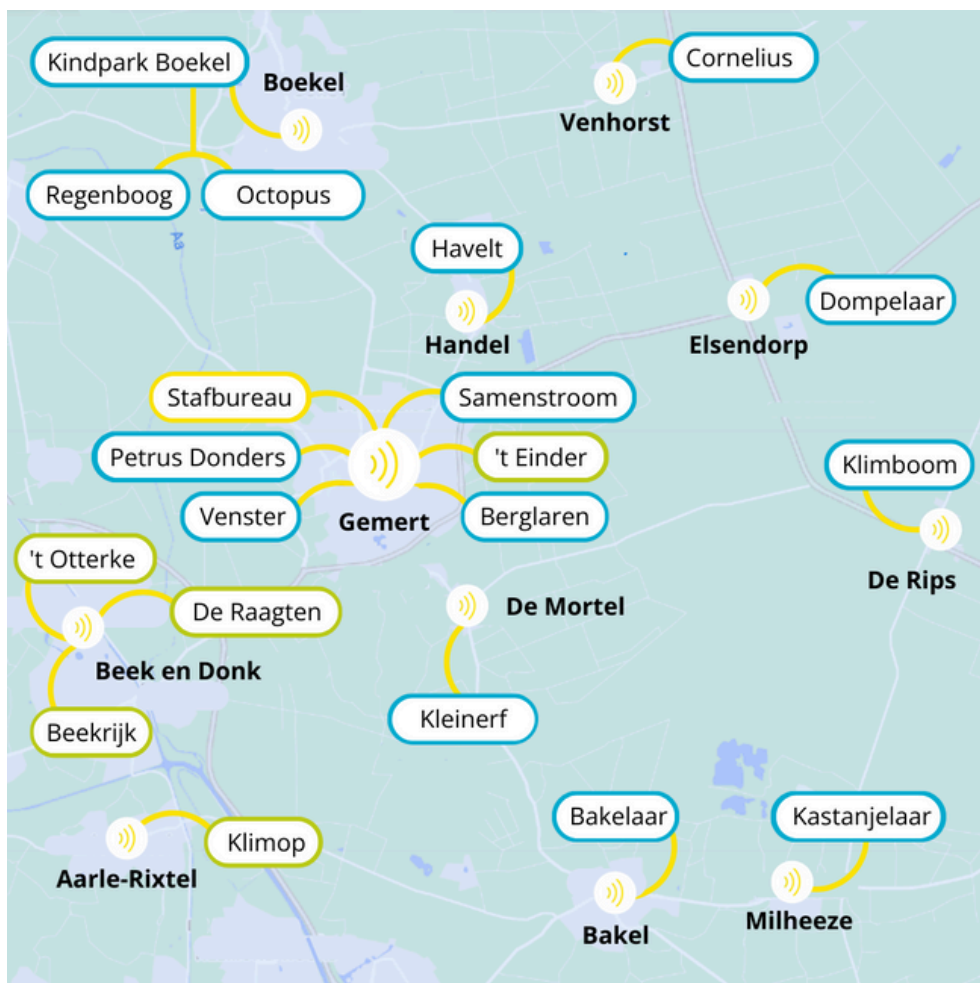 Kindpark Boekel
Boekel
Regenboog
Octopus
A8
Cornelius
Venhorst
Havelt
Handel
Dompelaar
Elsendorp
Stafbureau
Samenstroom
Petrus Donders
't Einder
Venster
Berglaren
Gemert
Klimboom
De Rips
't Otterke
De Raagten
Beek en Donk
Beekrijk
De Mortel
Kleinerf
Klimop
Aarle-Rixtel
Bakelaar
Bakel
Kastanjelaar
Milheeze